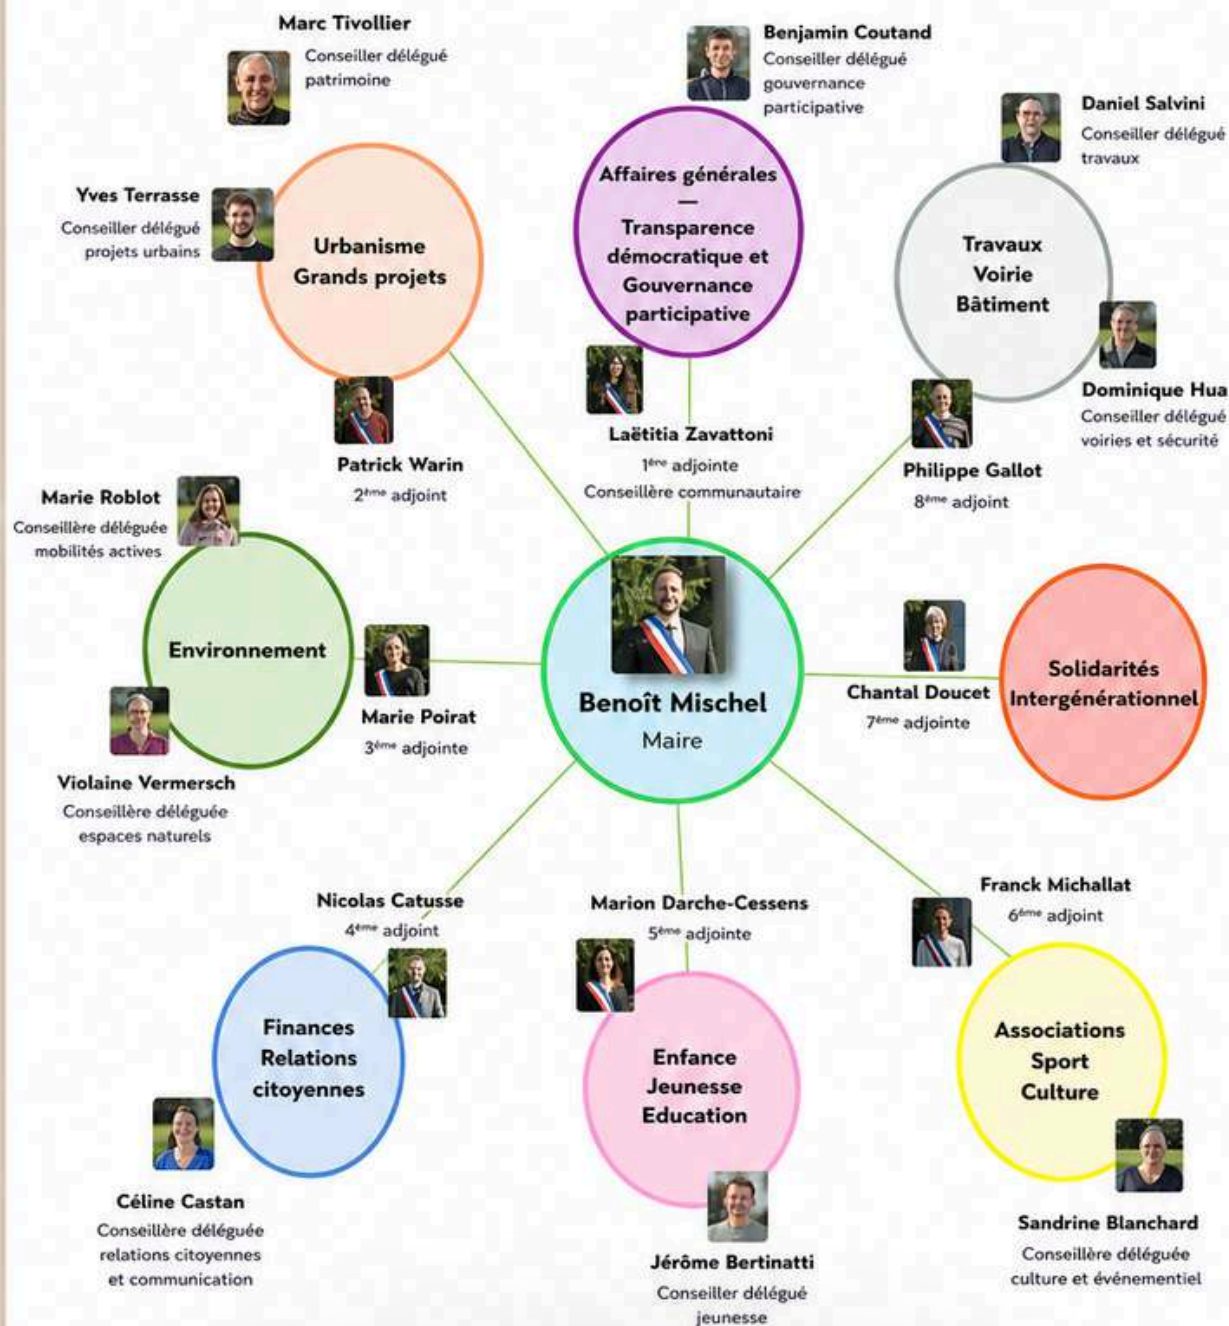 Marc Tivollier
Conseiller délégué
patrimoine
Benjamin Coutand
Conseiller délégué
gouvernance
participative
Daniel Salvini
Conseiller délégué
travaux
Yves Terrasse
Conseiller délégué
projets urbains
Urbanisme
Grands projets
Affaires générales
—
Transparence
démocratique et
Gouvernance
participative
Travaux
Voirie
Bâtiment
Dominique Hua
Conseiller délégué
voiries et sécurité
Patrick Warin
2ème adjoint
Laëtitia Zavattoni
1ère adjointe
Conseillère communautaire
Philippe Gallot
8ème adjoint
Marie Roblot
Conseillère déléguée
mobilités actives
Environnement
Marie Poirat
3ème adjointe
Violaine Vermersch
Conseillère déléguée
espaces naturels
Benoît Mischel
Maire
Chantal Doucet
7ème adjointe
Solidarités
Intergénérationnel
Nicolas Catusse
4ème adjoint
Marion Darche-Cessens
5ème adjointe
Franck Michallat
6ème adjoint
Finances
Relations
citoyennes
Enfance
Jeunesse
Education
Associations
Sport
Culture
Céline Castan
Conseillère déléguée
relations citoyennes
et communication
Jérôme Bertinatti
Conseiller délégué
jeunesse
Sandrine Blanchard
Conseillère déléguée
culture et événementiel